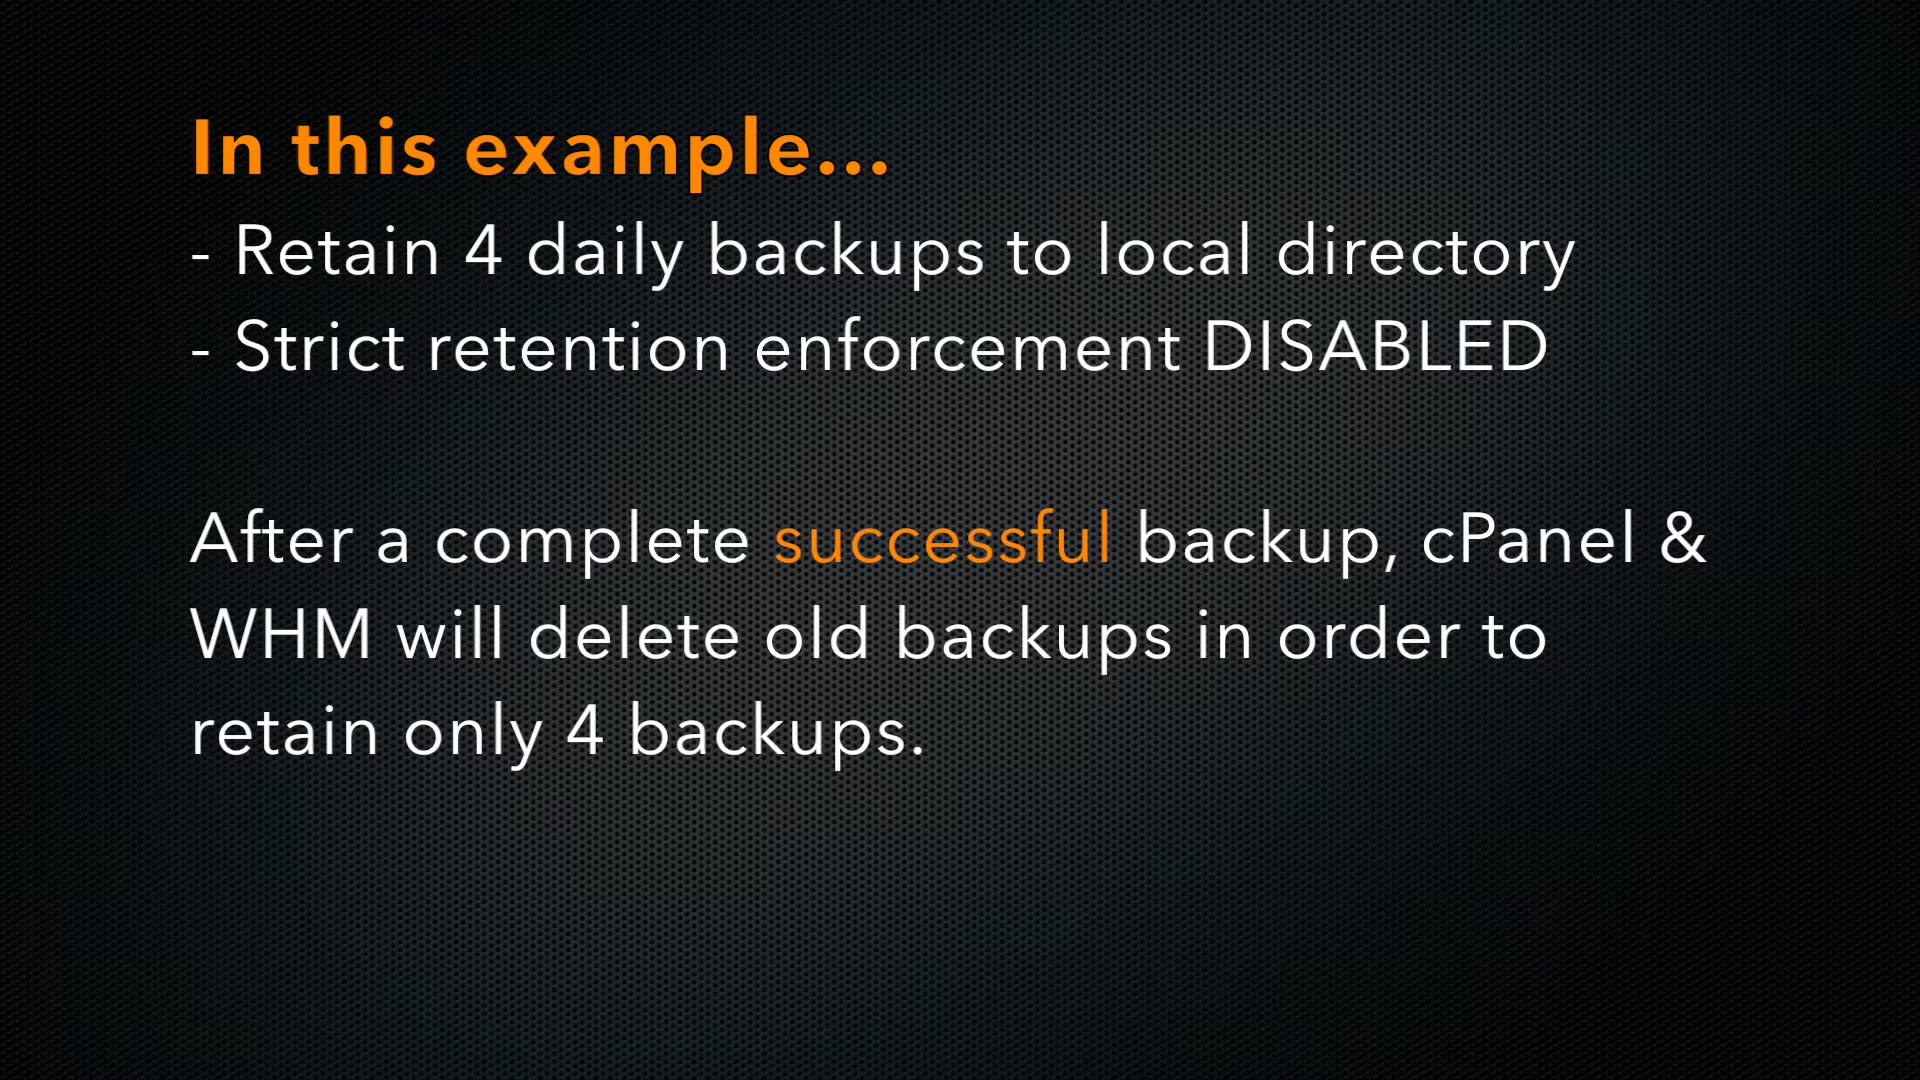 In this example...
- Retain 4 daily backups to local directory
- Strict retention enforcement DISABLED
After a complete successful backup, cPanel &
WHM will delete old backups in order to
retain only 4 backups.